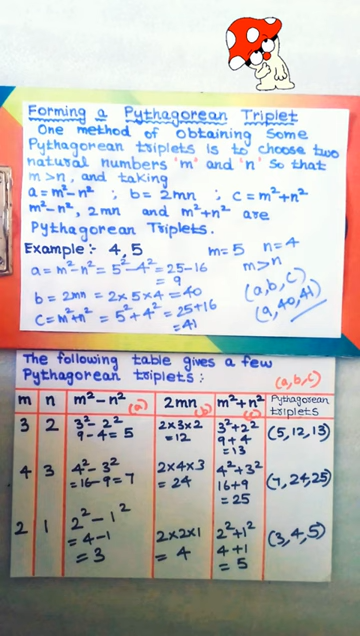 Forming a Pythagorean Triplet
One method of obtaining some
Pythagorean triplets is to choose two
natural numbers 'm' and 'n' so that
m>n, and taking
a=m²-n² ; b=2mn ; c=m²+n²
m²-n², 2mn and m²+n² are
Pythagorean Triplets.
Example:- 4,5 m=5 n=4
m>n
a=m²-n²=5²-4²=25-16
=9
b=2mn=2×5×4=40
c=m²+n²=5²+4²=25+16
=41
(a,b,c)
(9,40,41)
The following table gives a few
Pythagorean triplets:
(a,b,c)
m n m²-n² (a) 2mn (b) m²+n² (c) Pythagorean triplets
3 2 3²-2² 2×3×2 3²+2² (5,12,13)
9-4=5 =12 9+4
=13
4 3 4²-3² 2×4×3 4²+3² (7,24,25)
=16-9=7 =24 16+9
=25
2 1 2²-1² 2×2×1 2²+1² (3,4,5)
=4-1 =4 4+1
=3 =5